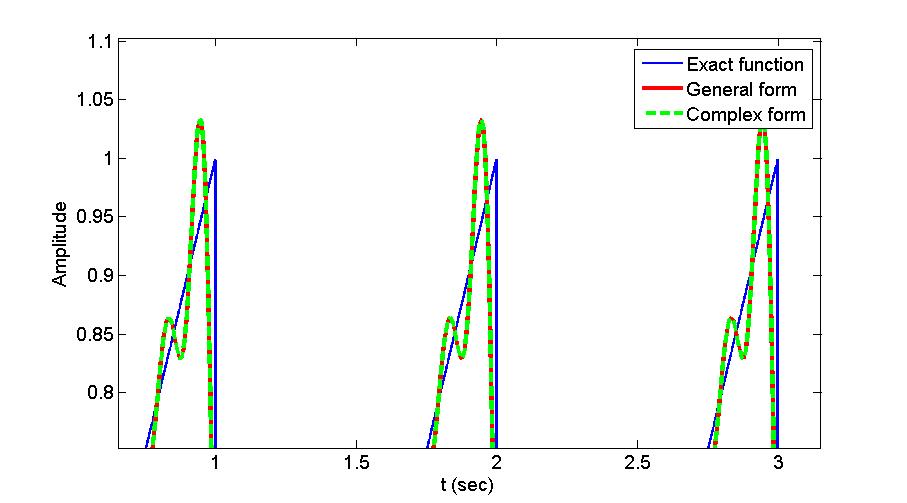 1.1
Exact function
General form
Complex form
1.05
1
0.95
0.9
0.85
0.8
Amplitude
1
1.5
2
2.5
3
t (sec)